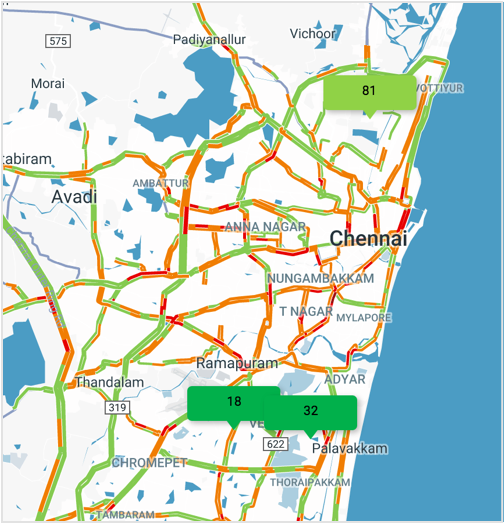 575
Padiyanallur
Vichoor
Morai
81
VOTTIYUR
abiram
AMBATTUR
Avadi
ANNA NAGAR
Chennai
NUNGAMBAKKAM
T NAGAR
MYLAPORE
Ramapuram
Thandalam
ADYAR
319
18
32
VE
622
Palavakkam
CHROMEPET
THORAIPAKKAM
TAMBARAM